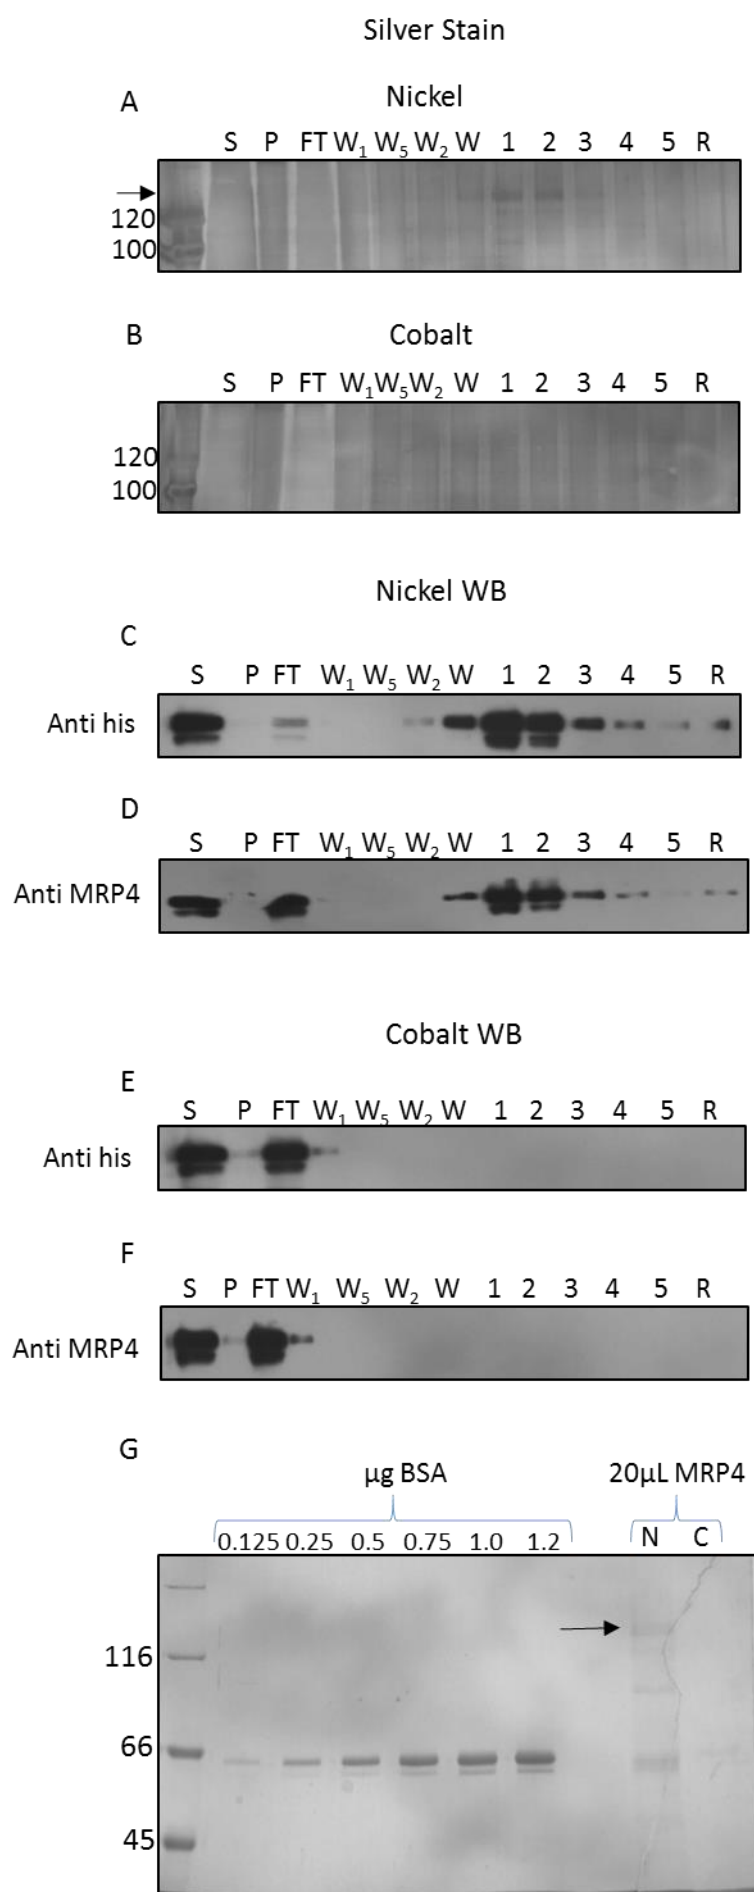 Silver Stain
A Nickel
S P FT W₁ W₅ W₂ W 1 2 3 4 5 R
120
100
B Cobalt
S P FT W₁ W₅ W₂ W 1 2 3 4 5 R
120
100
Nickel WB
C
S P FT W₁ W₅ W₂ W 1 2 3 4 5 R
Anti his
D
S P FT W₁ W₅ W₂ W 1 2 3 4 5 R
Anti MRP4
Cobalt WB
E
S P FT W₁ W₅ W₂ W 1 2 3 4 5 R
Anti his
F
S P FT W₁ W₅ W₂ W 1 2 3 4 5 R
Anti MRP4
G
µg BSA 20µL MRP4
0.125 0.25 0.5 0.75 1.0 1.2 N C
116
66
45